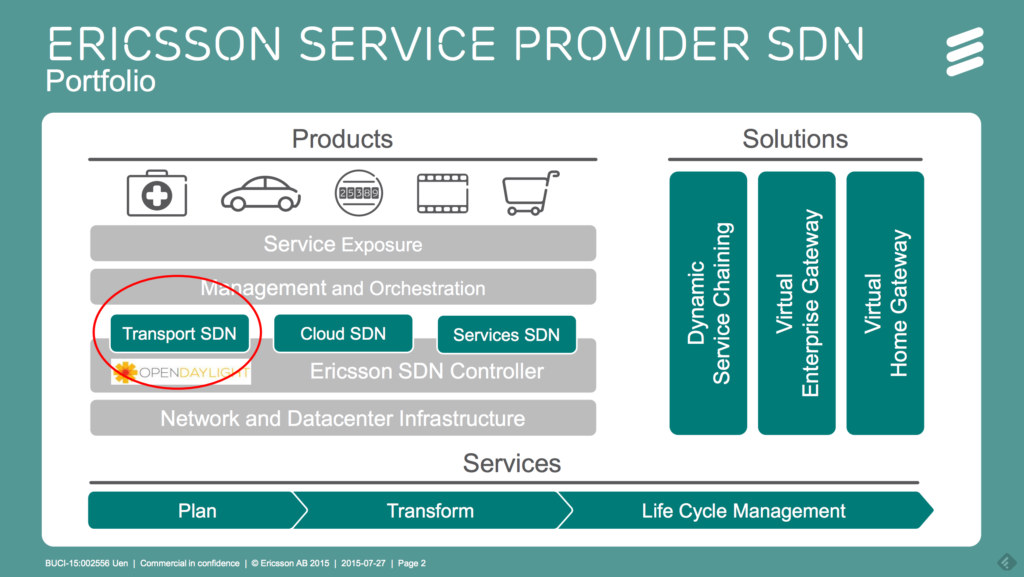 ERICSSON SERVICE PROVIDER SDN
Portfolio
Products
25369
Service Exposure
Management and Orchestration
Transport SDN
Cloud SDN
Services SDN
OPENDAYLIGHT
Ericsson SDN Controller
Network and Datacenter Infrastructure
Solutions
Dynamic
Service Chaining
Virtual
Enterprise Gateway
Virtual
Home Gateway
Services
Plan
Transform
Life Cycle Management
BUCI-15:002556 Uen | Commercial in confidence | © Ericsson AB 2015 | 2015-07-27 | Page 2